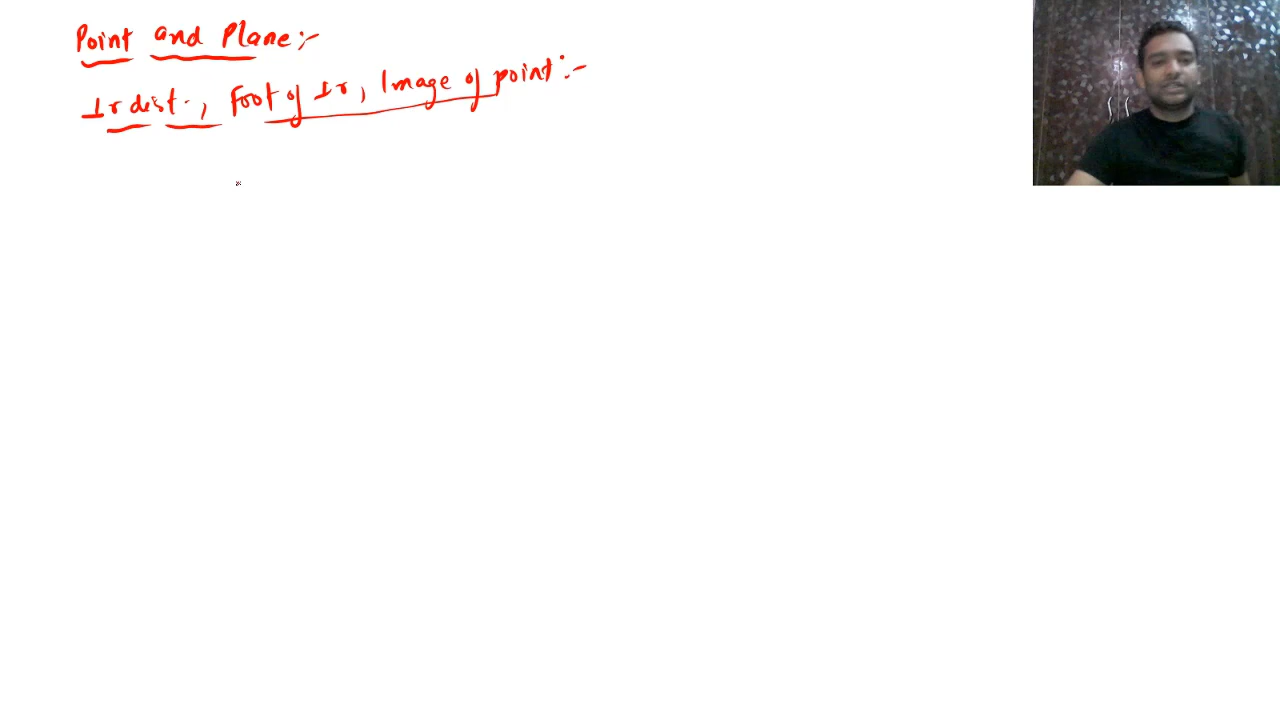 Point and Plane:-
⊥r dist., Foot of ⊥r, Image of point:-